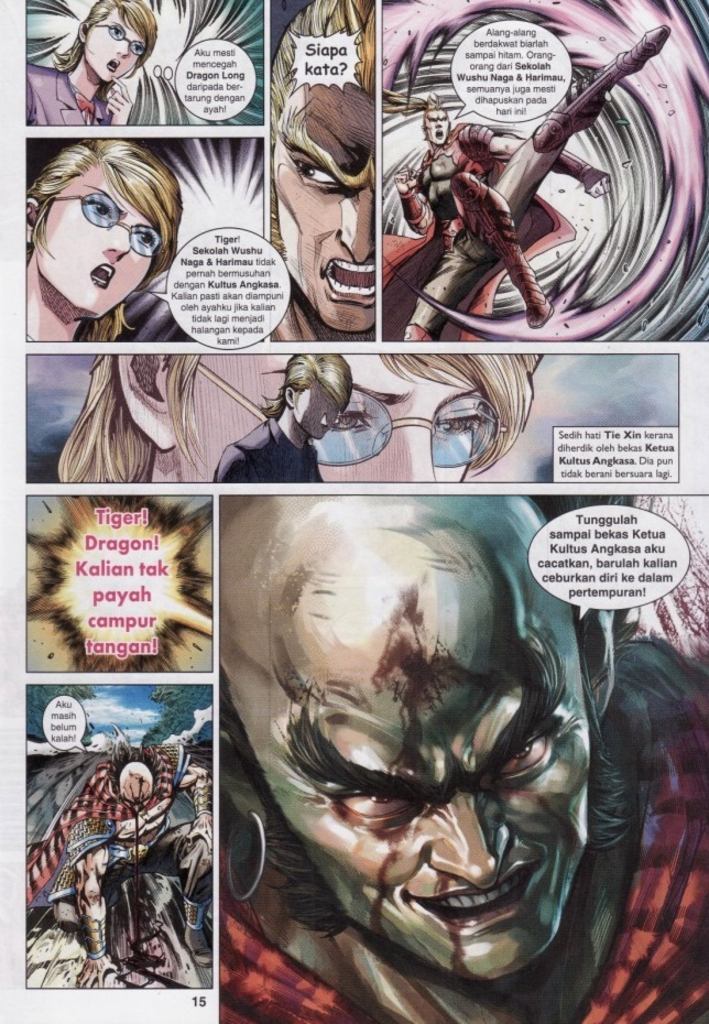 Aku mesti
mencegah
Dragon Long
daripada ber-
tarung dengan
ayah!
Siapa
kata?
Alang-alang
berdakwat biarlah
sampai hitam. Orang-
orang dari Sekolah
Wushu Naga & Harimau,
semuanya juga mesti
dihapuskan pada
hari ini!
Tiger!
Sekolah Wushu
Naga & Harimau tidak
pernah bermusuhan
dengan Kultus Angkasa.
Kalian pasti akan diampuni
oleh ayahku jika kalian
tidak lagi menjadi
halangan kepada
kami!
Sedih hati Tie Xin kerana
diherdik oleh bekas Ketua
Kultus Angkasa. Dia pun
tidak berani bersuara lagi.
Tiger!
Dragon!
Kalian tak
payah
campur
tangan!
Tunggulah
sampai bekas Ketua
Kultus Angkasa aku
cacatkan, barulah kalian
ceburkan diri ke dalam
pertempuran!
Aku
masih
belum
kalah!
15